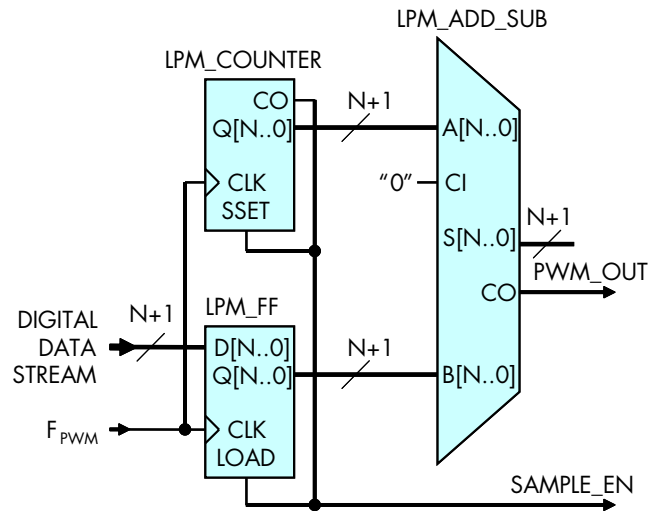 LPM_ADD_SUB
LPM_COUNTER
CO
Q[N..0]
CLK
SSET
N+1
A[N..0]
"0"
CI
S[N..0]
N+1
CO
PWM_OUT
LPM_FF
DIGITAL
DATA
STREAM
N+1
D[N..0]
Q[N..0]
CLK
LOAD
N+1
B[N..0]
FPWM
SAMPLE_EN